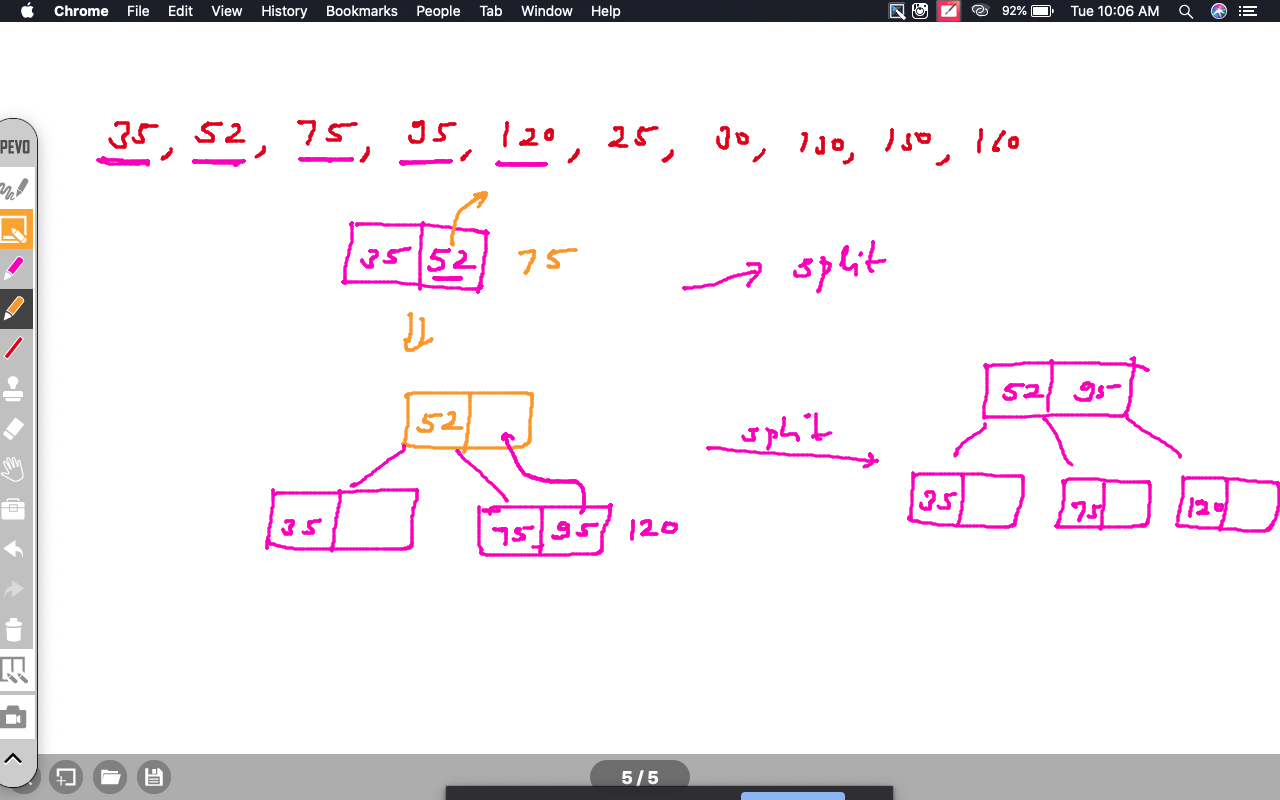 Chrome File Edit View History Bookmarks People Tab Window Help 92% Tue 10:06 AM
PEVO
35, 52, 75, 95, 120, 25, 30, 130, 150, 160
35 52 75
split
52
split
52 95
35
75 95 120
35
75
120
5 / 5